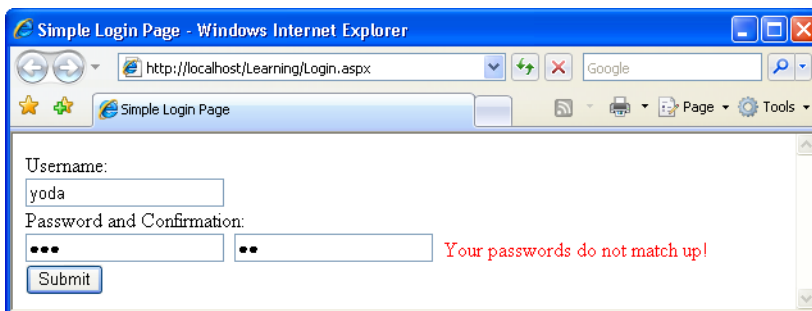 Simple Login Page - Windows Internet Explorer
http://localhost/Learning/Login.aspx
Google
Simple Login Page
Page
Tools
Username:
yoda
Password and Confirmation:
••• •• Your passwords do not match up!
Submit